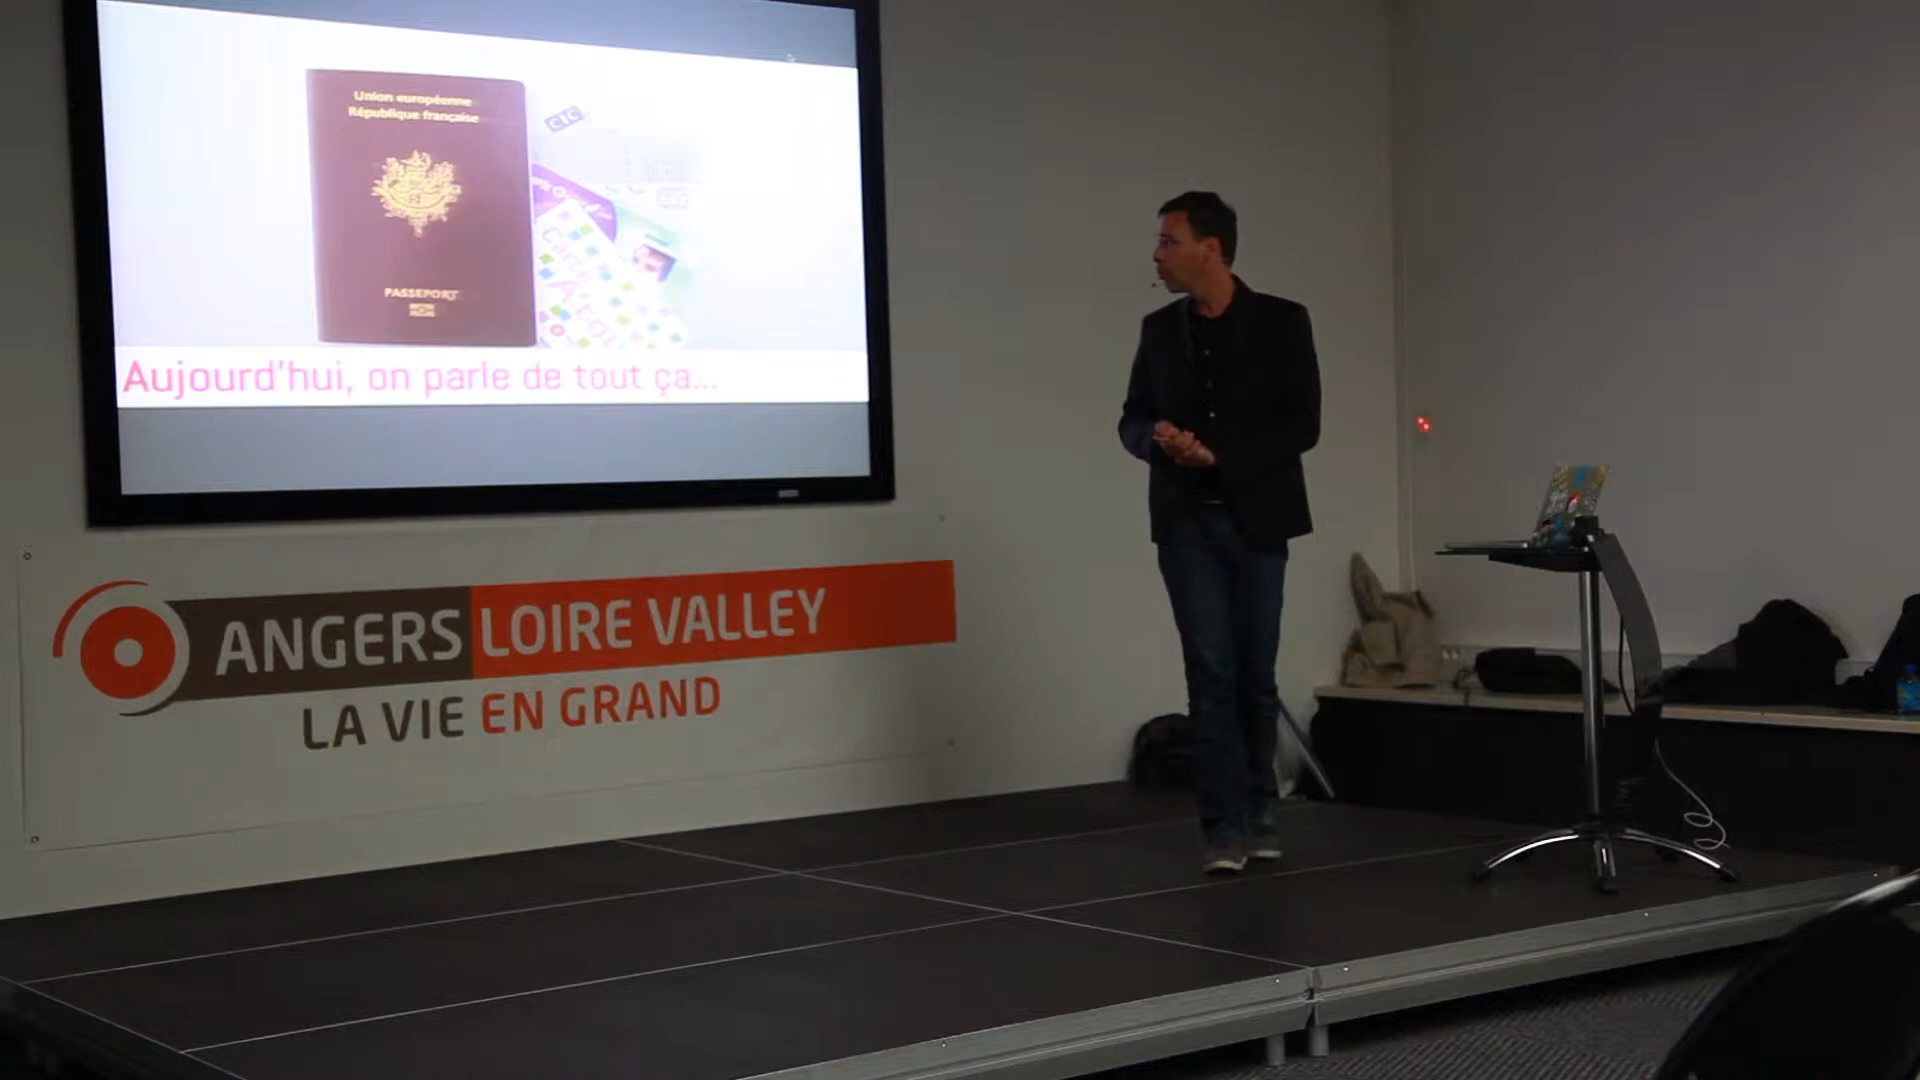 Union européenne
République française
CIC
RF
PASSEPORT
Aujourd'hui, on parle de tout ça...
ANGERS LOIRE VALLEY
LA VIE EN GRAND